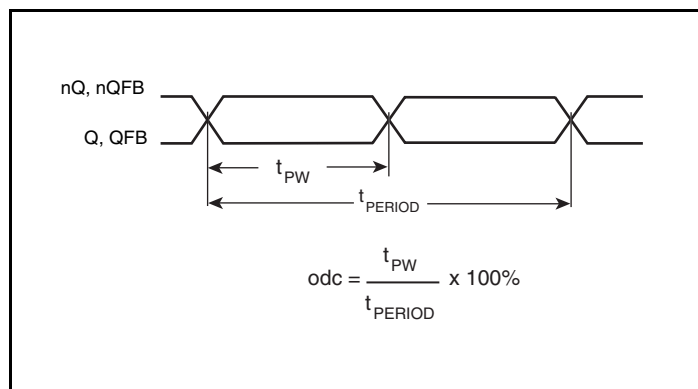 nQ, nQFB
Q, QFB
tPW
tPERIOD
odc = tPW / tPERIOD x 100%